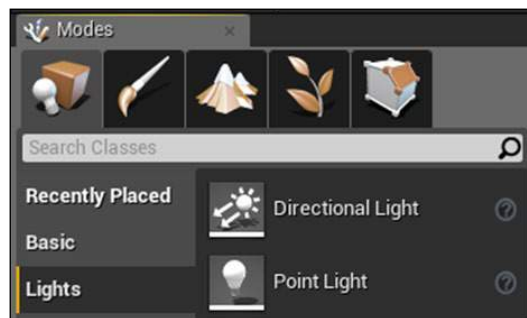 Modes
Search Classes
Recently Placed
Directional Light
Basic
Lights
Point Light